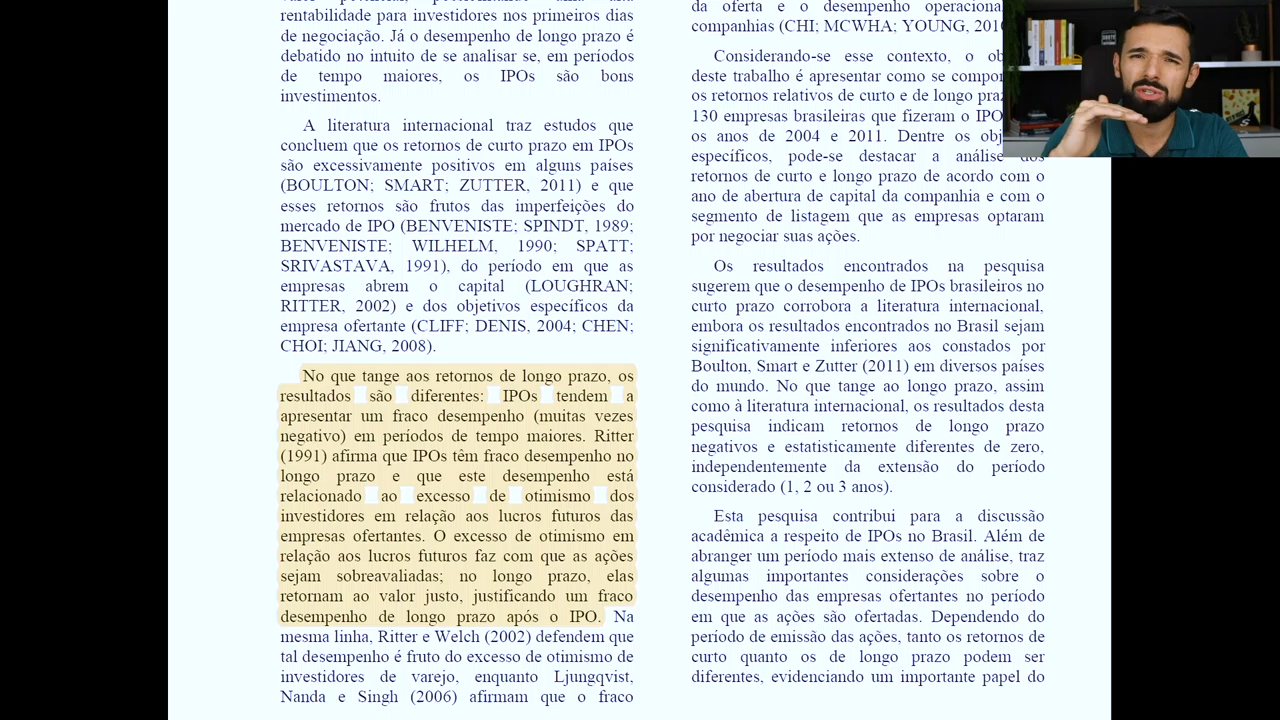 rentabilidade para investidores nos primeiros dias
de negociação. Já o desempenho de longo prazo é
debatido no intuito de se analisar se, em períodos
de tempo maiores, os IPOs são bons
investimentos.
A literatura internacional traz estudos que
concluem que os retornos de curto prazo em IPOs
são excessivamente positivos em alguns países
(BOULTON; SMART; ZUTTER, 2011) e que
esses retornos são frutos das imperfeições do
mercado de IPO (BENVENISTE; SPINDT, 1989;
BENVENISTE; WILHELM, 1990; SPATT;
SRIVASTAVA, 1991), do período em que as
empresas abrem o capital (LOUGHRAN;
RITTER, 2002) e dos objetivos específicos da
empresa ofertante (CLIFF; DENIS, 2004; CHEN;
CHOI; JIANG, 2008).
No que tange aos retornos de longo prazo, os
resultados são diferentes: IPOs tendem a
apresentar um fraco desempenho (muitas vezes
negativo) em períodos de tempo maiores. Ritter
(1991) afirma que IPOs têm fraco desempenho no
longo prazo e que este desempenho está
relacionado ao excesso de otimismo dos
investidores em relação aos lucros futuros das
empresas ofertantes. O excesso de otimismo em
relação aos lucros futuros faz com que as ações
sejam sobreavaliadas; no longo prazo, elas
retornam ao valor justo, justificando um fraco
desempenho de longo prazo após o IPO. Na
mesma linha, Ritter e Welch (2002) defendem que
tal desempenho é fruto do excesso de otimismo de
investidores de varejo, enquanto Ljungqvist,
Nanda e Singh (2006) afirmam que o fraco
da oferta e o desempenho operaciona
companhias (CHI; MCWHA; YOUNG, 201
Considerando-se esse contexto, o ob
deste trabalho é apresentar como se compor
os retornos relativos de curto e de longo praz
130 empresas brasileiras que fizeram o IPO
os anos de 2004 e 2011. Dentre os obj
específicos, pode-se destacar a análise dos
retornos de curto e longo prazo de acordo com o
ano de abertura de capital da companhia e com o
segmento de listagem que as empresas optaram
por negociar suas ações.
Os resultados encontrados na pesquisa
sugerem que o desempenho de IPOs brasileiros no
curto prazo corrobora a literatura internacional,
embora os resultados encontrados no Brasil sejam
significativamente inferiores aos constados por
Boulton, Smart e Zutter (2011) em diversos países
do mundo. No que tange ao longo prazo, assim
como à literatura internacional, os resultados desta
pesquisa indicam retornos de longo prazo
negativos e estatisticamente diferentes de zero,
independentemente da extensão do período
considerado (1, 2 ou 3 anos).
Esta pesquisa contribui para a discussão
acadêmica a respeito de IPOs no Brasil. Além de
abranger um período mais extenso de análise, traz
algumas importantes considerações sobre o
desempenho das empresas ofertantes no período
em que as ações são ofertadas. Dependendo do
período de emissão das ações, tanto os retornos de
curto quanto os de longo prazo podem ser
diferentes, evidenciando um importante papel do